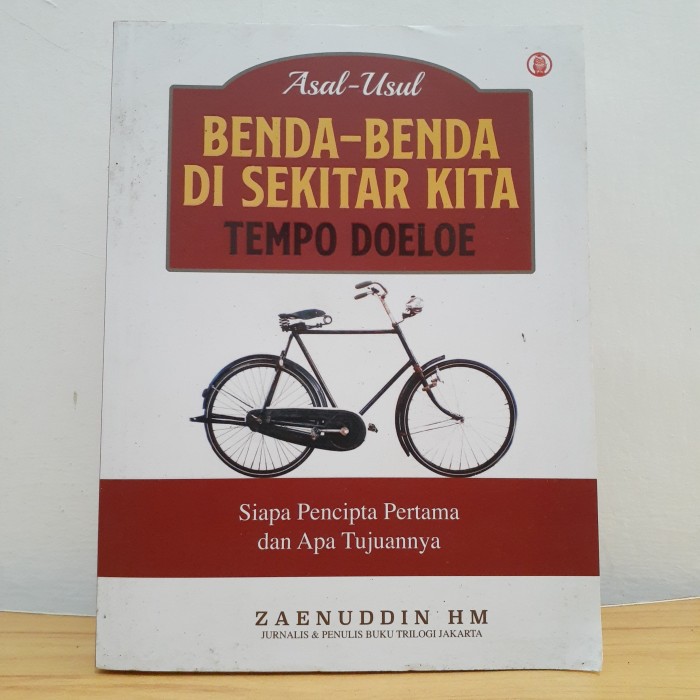 Asal-Usul
BENDA-BENDA
DI SEKITAR KITA
TEMPO DOELOE
Siapa Pencipta Pertama
dan Apa Tujuannya
ZAENUDDIN HM
JURNALIS & PENULIS BUKU TRILOGI JAKARTA